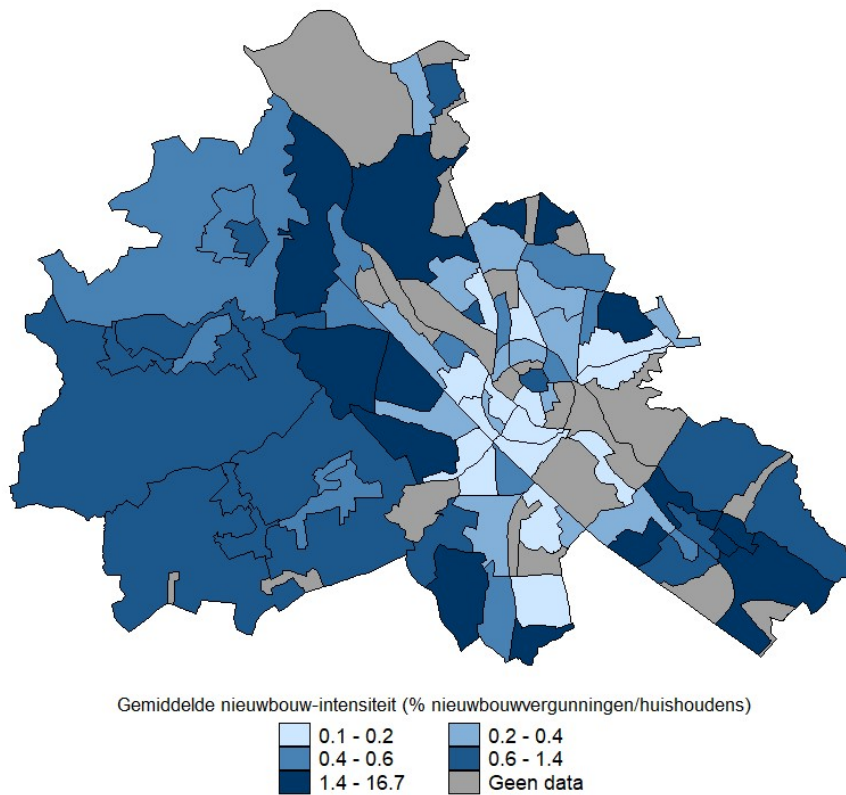 Gemiddelde nieuwbouw-intensiteit (% nieuwbouwvergunningen/huishoudens)
0.1 - 0.2 0.2 - 0.4
0.4 - 0.6 0.6 - 1.4
1.4 - 16.7 Geen data